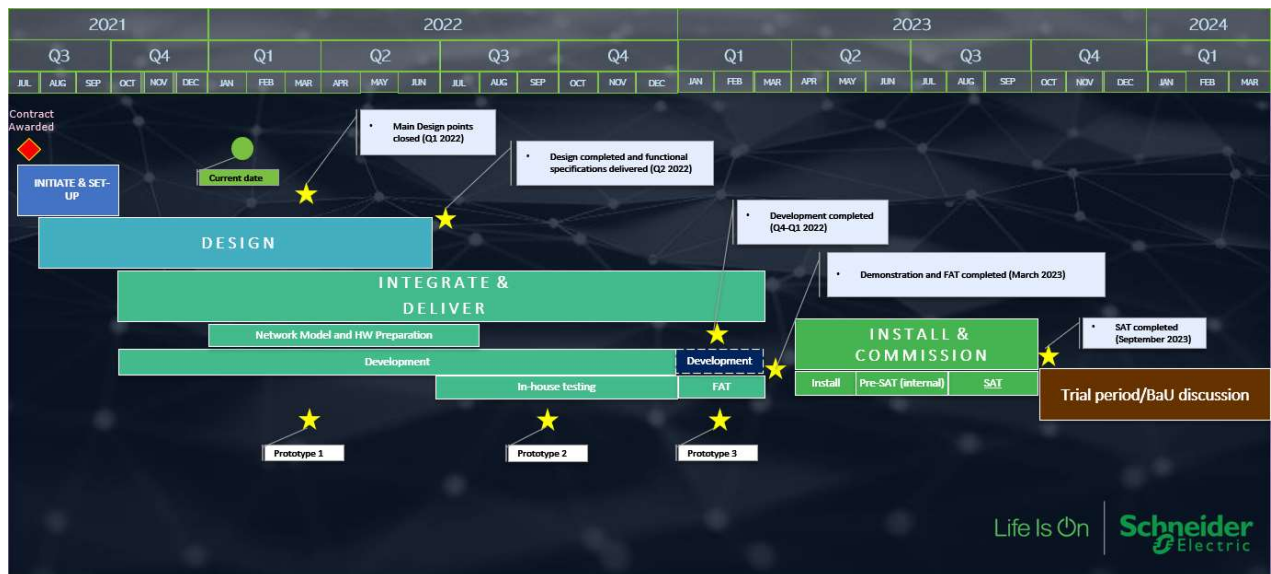 2021 2022 2023 2024
Q3 Q4 Q1 Q2 Q3 Q4 Q1 Q2 Q3 Q4 Q1
JUL AUG SEP OCT NOV DEC JAN FEB MAR APR MAY JUN JUL AUG SEP OCT NOV DEC JAN FEB MAR APR MAY JUN JUL AUG SEP OCT NOV DEC JAN FEB MAR
Contract
Awarded
• Main Design points
closed (Q1 2022)
• Design completed and functional
specifications delivered (Q2 2022)
Current date
INITIATE & SET-
UP
• Development completed
(Q4-Q1 2022)
DESIGN
• Demonstration and FAT completed (March 2023)
INTEGRATE &
DELIVER
Network Model and HW Preparation
INSTALL &
COMMISSION
• SAT completed
(September 2023)
Development
Development
In-house testing
FAT
Install
Pre-SAT (internal)
SAT
Trial period/BaU discussion
Prototype 1
Prototype 2
Prototype 3
Life Is On
Schneider
Electric